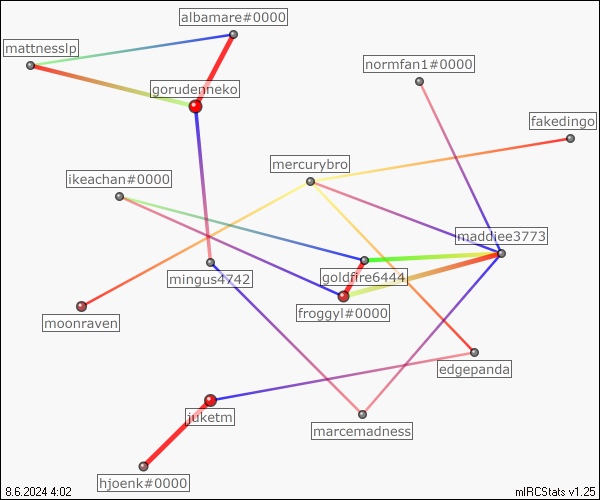 albamare#0000
mattnesslp
normfan1#0000
gorudenneko
fakedingo
mercurybro
ikeachan#0000
maddiee3773
goldfire6444
mingus4742
froggyl#0000
moonraven
edgepanda
juketm
marcemadness
hjoenk#0000
8.6.2024 4:02
mIRCStats v1.25